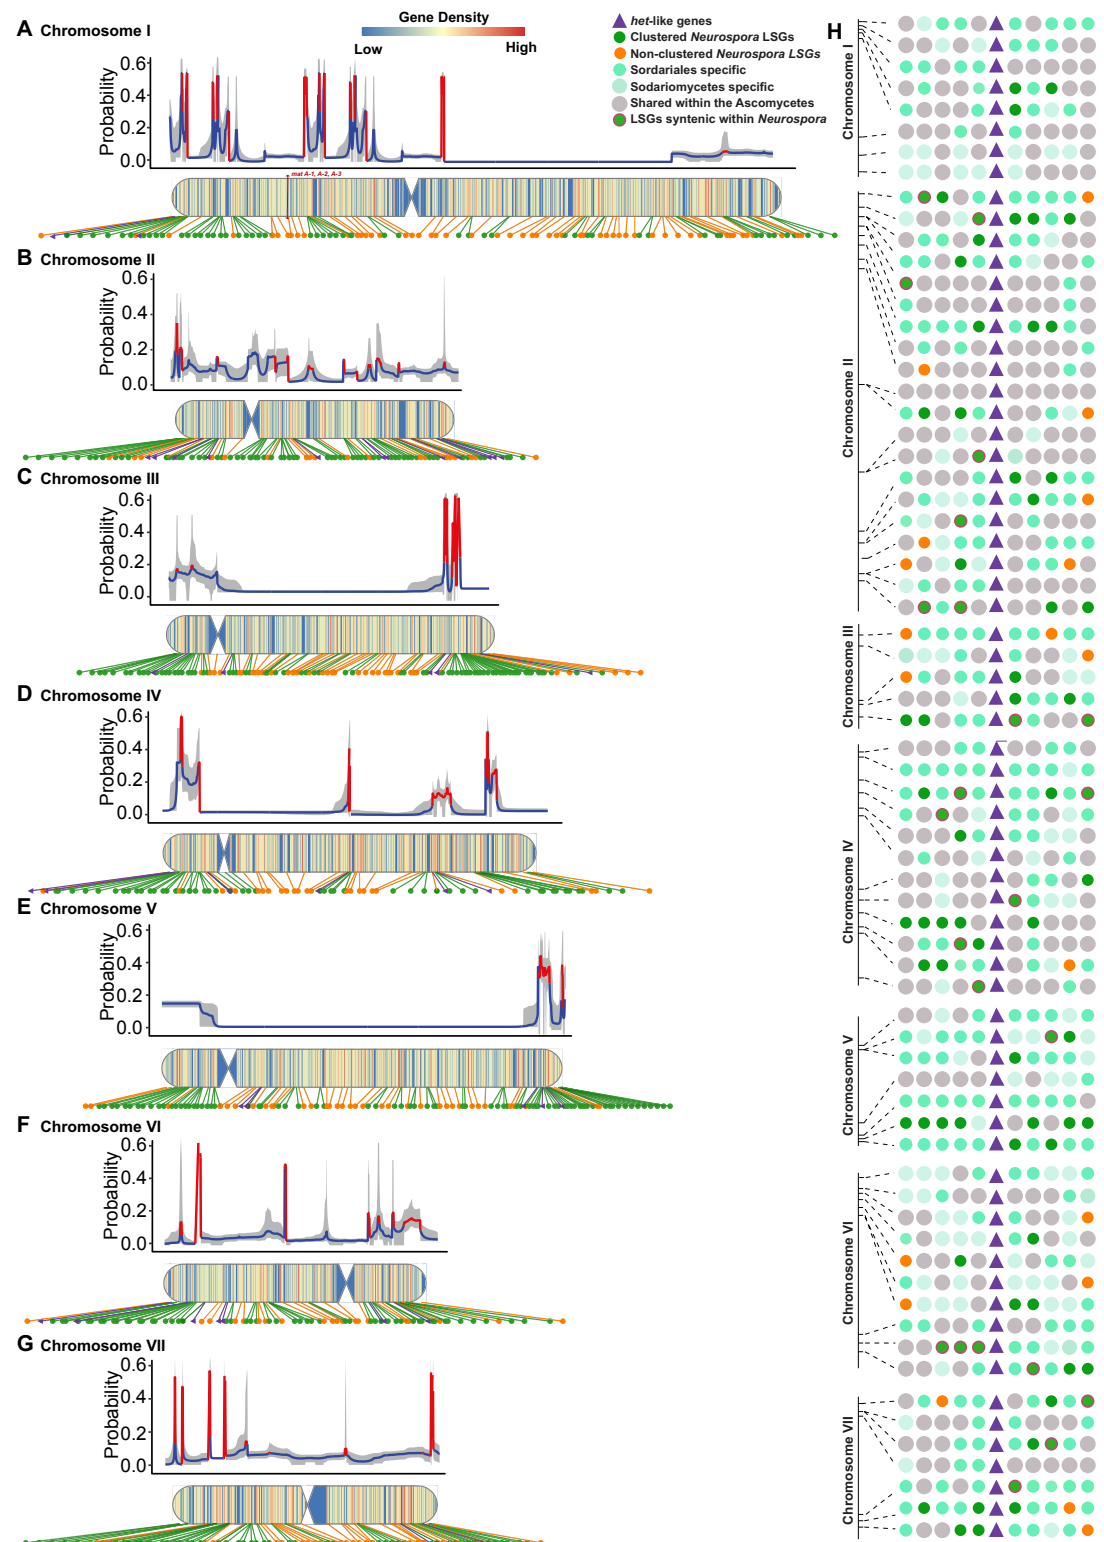 A Chromosome I
Gene Density
Low High
het-like genes
Clustered Neurospora LSGs
Non-clustered Neurospora LSGs
Sordariales specific
Sodariomycetes specific
Shared within the Ascomycetes
LSGs syntenic within Neurospora
Probability
0.6
0.4
0.2
0.0
mat A-1, A-2, A-3
B Chromosome II
Probability
0.6
0.4
0.2
0.0
C Chromosome III
Probability
0.6
0.4
0.2
0.0
D Chromosome IV
Probability
0.6
0.4
0.2
0.0
E Chromosome V
Probability
0.6
0.4
0.2
0.0
F Chromosome VI
Probability
0.6
0.4
0.2
0.0
G Chromosome VII
Probability
0.6
0.4
0.2
0.0
H
Chromosome I
Chromosome II
Chromosome III
Chromosome IV
Chromosome V
Chromosome VI
Chromosome VII